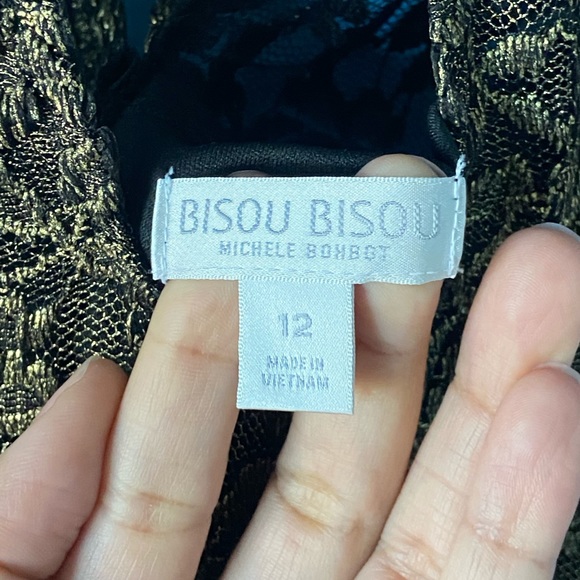 BISOU BISOU
MICHELE BOHBOT
12
MADE IN
VIETNAM